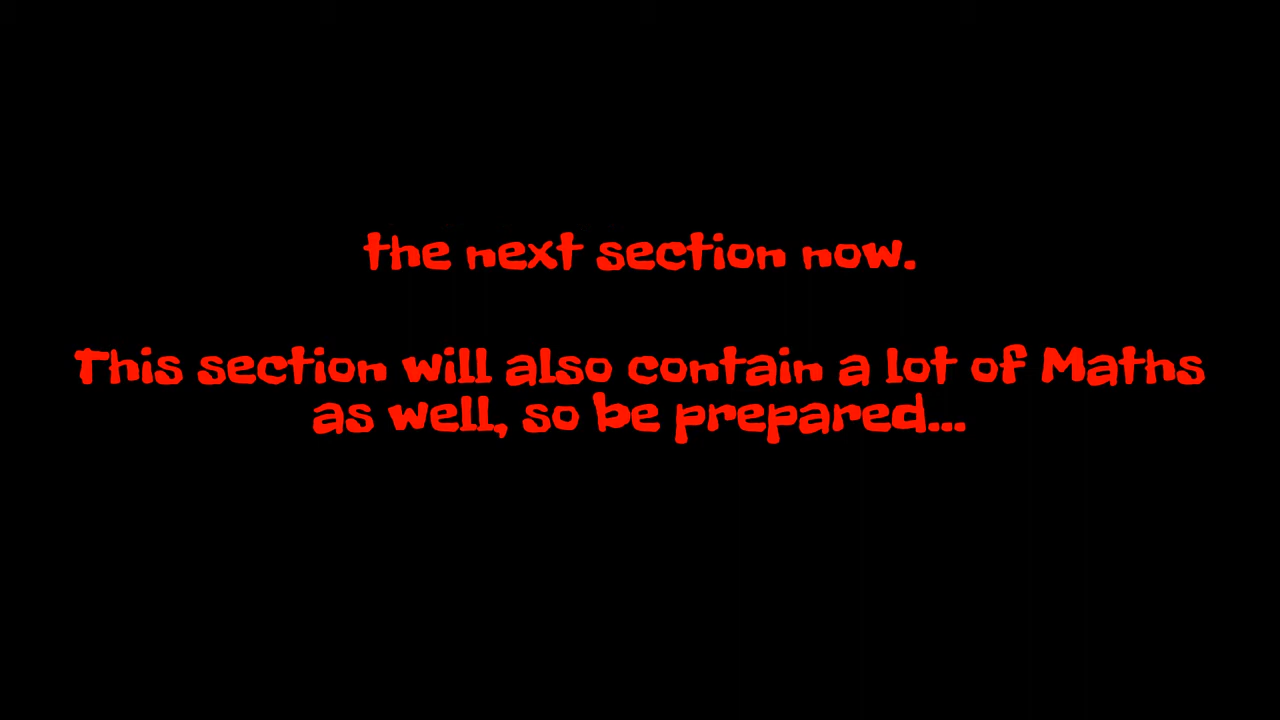 the next section now.
This section will also contain a lot of Maths
as well, so be prepared...